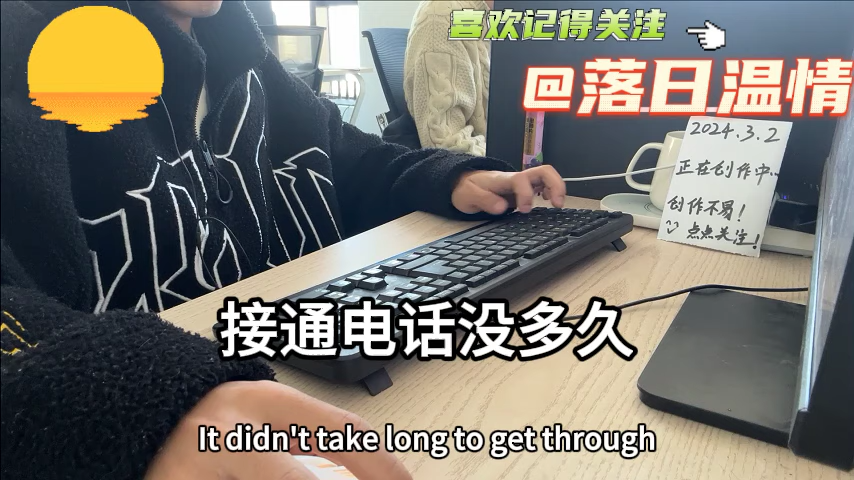 喜欢记得关注
@落日温情
2024.3.2
正在创作中...
创作不易！
点点关注！
接通电话没多久
It didn't take long to get through